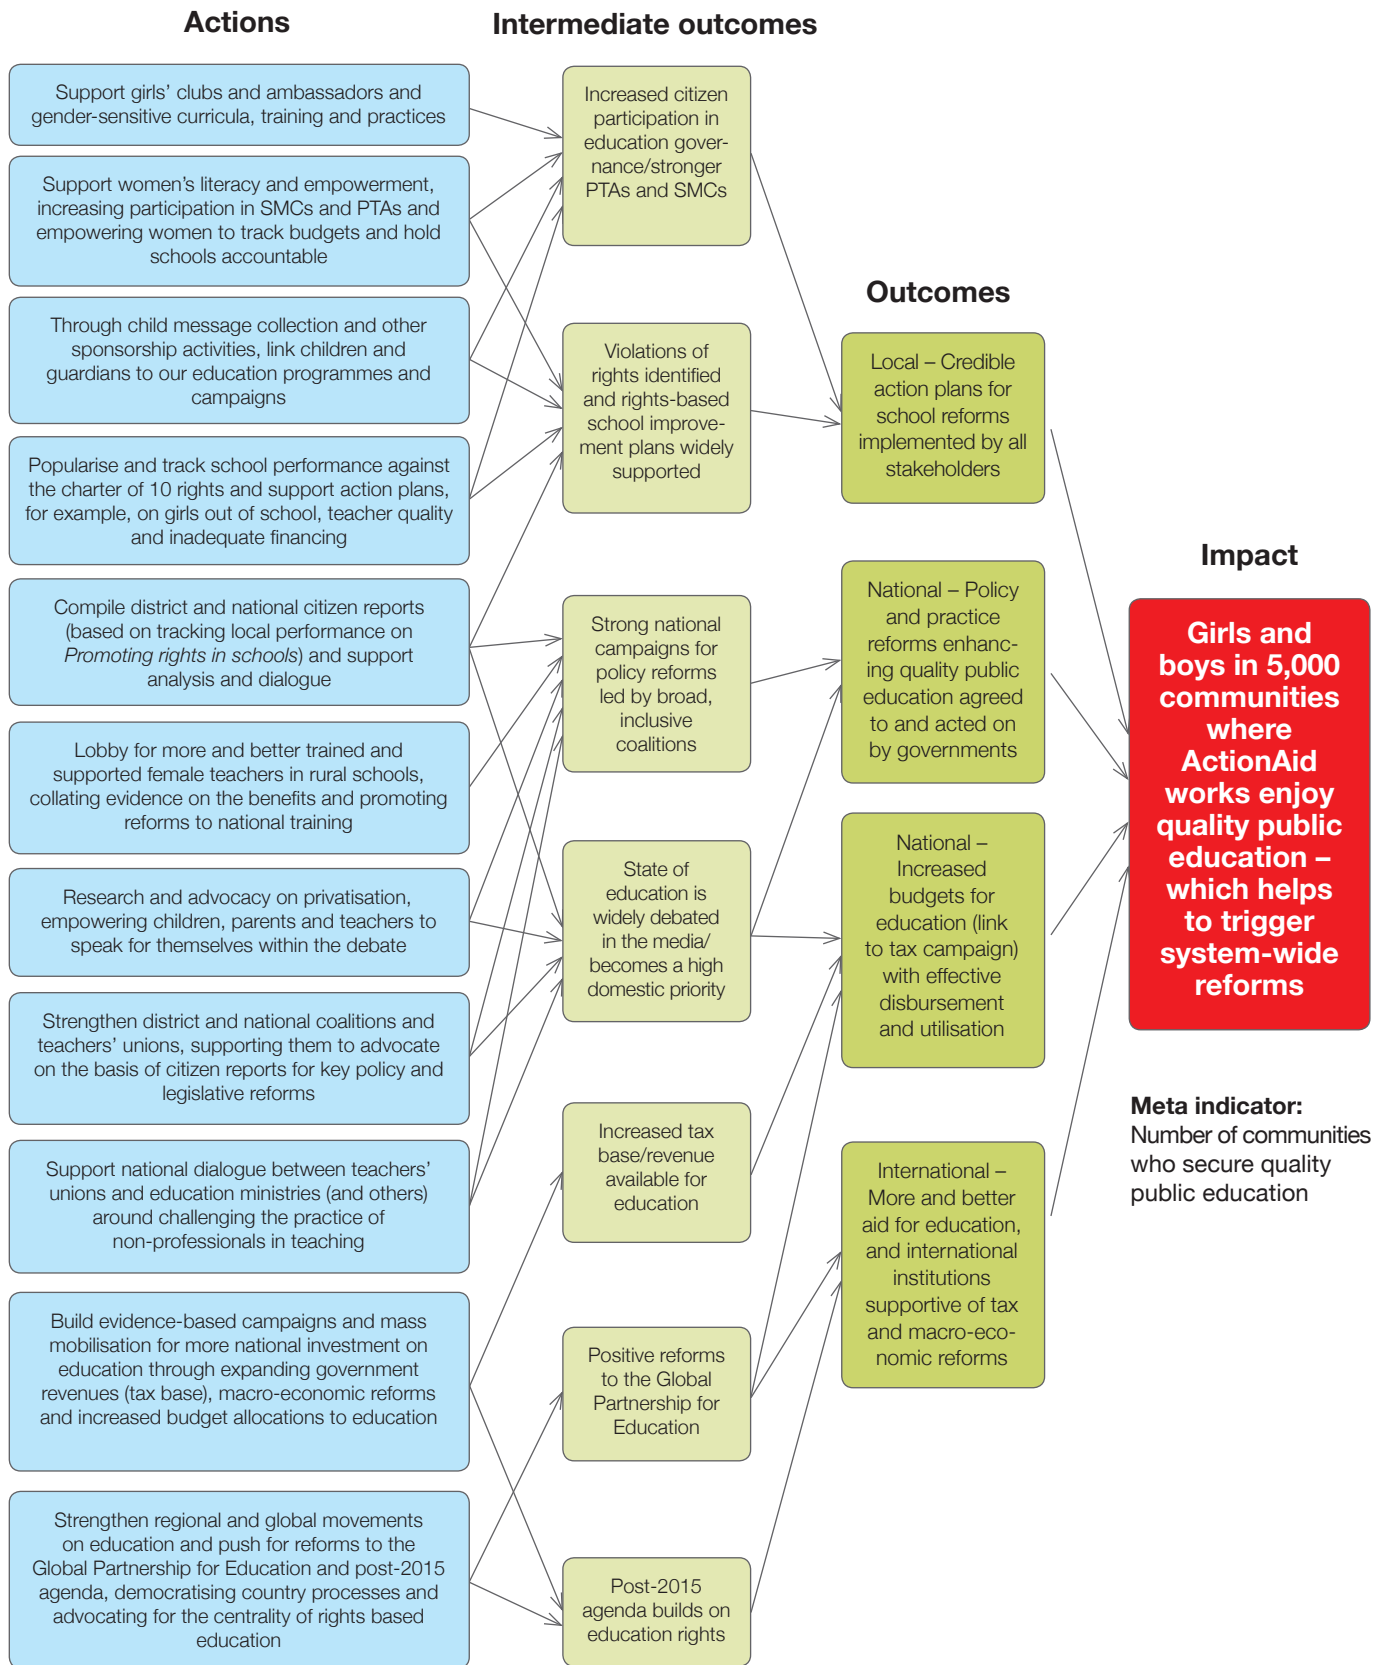 Actions
Support girls’ clubs and ambassadors and
gender-sensitive curricula, training and practices
Support women’s literacy and empowerment,
increasing participation in SMCs and PTAs and
empowering women to track budgets and hold
schools accountable
Through child message collection and other
sponsorship activities, link children and
guardians to our education programmes and
campaigns
Popularise and track school performance against
the charter of 10 rights and support action plans,
for example, on girls out of school, teacher quality
and inadequate financing
Compile district and national citizen reports
(based on tracking local performance on
Promoting rights in schools) and support
analysis and dialogue
Lobby for more and better trained and
supported female teachers in rural schools,
collating evidence on the benefits and promoting
reforms to national training
Research and advocacy on privatisation,
empowering children, parents and teachers to
speak for themselves within the debate
Strengthen district and national coalitions and
teachers’ unions, supporting them to advocate
on the basis of citizen reports for key policy and
legislative reforms
Support national dialogue between teachers’
unions and education ministries (and others)
around challenging the practice of
non-professionals in teaching
Build evidence-based campaigns and mass
mobilisation for more national investment on
education through expanding government
revenues (tax base), macro-economic reforms
and increased budget allocations to education
Strengthen regional and global movements
on education and push for reforms to the
Global Partnership for Education and post-2015
agenda, democratising country processes and
advocating for the centrality of rights based
education
Intermediate outcomes
Increased citizen
participation in
education gover-
nance/stronger
PTAs and SMCs
Violations of
rights identified
and rights-based
school improve-
ment plans widely
supported
Strong national
campaigns for
policy reforms
led by broad,
inclusive
coalitions
State of
education is
widely debated
in the media/
becomes a high
domestic priority
Increased tax
base/revenue
available for
education
Positive reforms
to the Global
Partnership for
Education
Post-2015
agenda builds on
education rights
Outcomes
Local – Credible
action plans for
school reforms
implemented by all
stakeholders
National – Policy
and practice
reforms enhanc-
ing quality public
education agreed
to and acted on
by governments
National –
Increased
budgets for
education (link
to tax campaign)
with effective
disbursement
and utilisation
International –
More and better
aid for education,
and international
institutions
supportive of tax
and macro-eco-
nomic reforms
Impact
Girls and
boys in 5,000
communities
where
ActionAid
works enjoy
quality public
education –
which helps
to trigger
system-wide
reforms
Meta indicator:
Number of communities
who secure quality
public education